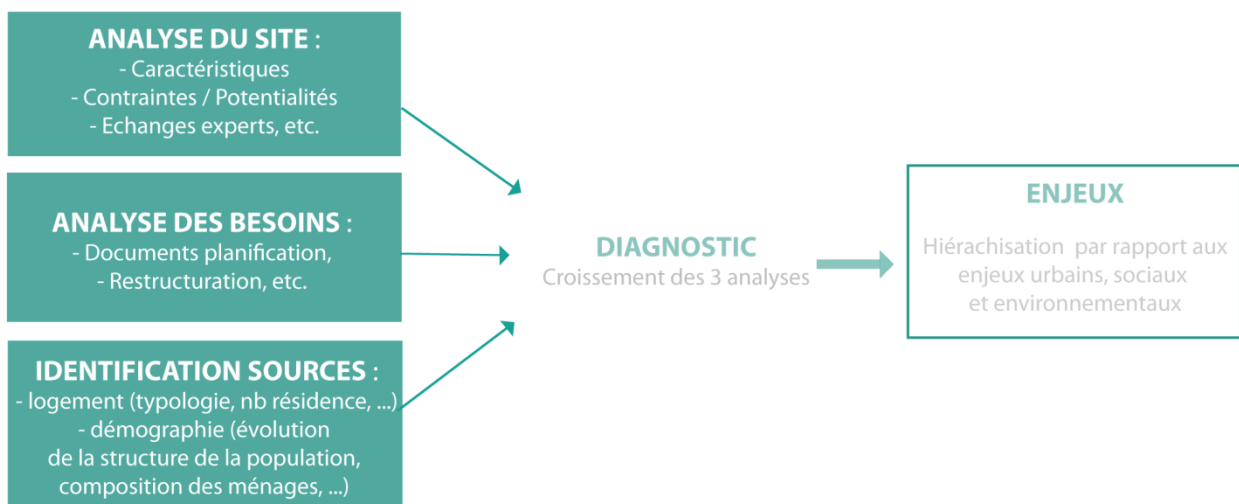 ANALYSE DU SITE :
- Caractéristiques
- Contraintes / Potentialités
- Echanges experts, etc.
ANALYSE DES BESOINS :
- Documents planification,
- Restructuration, etc.
IDENTIFICATION SOURCES :
- logement (typologie, nb résidence, ...)
- démographie (évolution
de la structure de la population,
composition des ménages, ...)
DIAGNOSTIC
Croissement des 3 analyses
ENJEUX
Hiérachisation par rapport aux
enjeux urbains, sociaux
et environnementaux